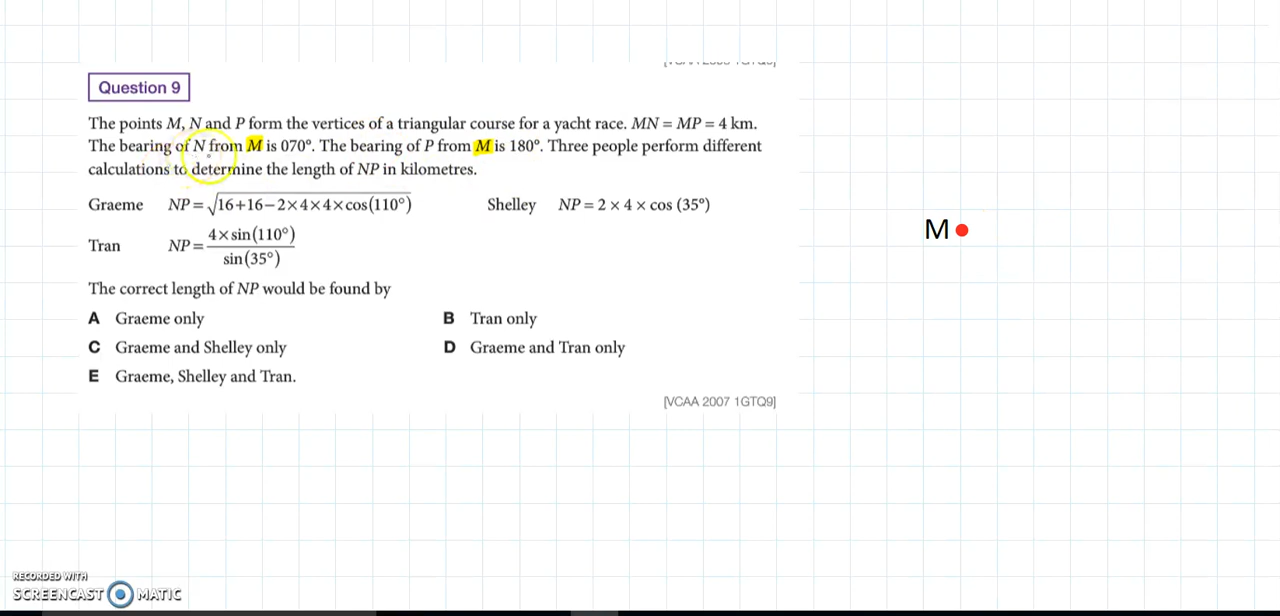 Question 9
The points M, N and P form the vertices of a triangular course for a yacht race. MN = MP = 4 km.
The bearing of N from M is 070°. The bearing of P from M is 180°. Three people perform different
calculations to determine the length of NP in kilometres.
Graeme NP = √16+16−2×4×4×cos(110°) Shelley NP = 2 × 4 × cos (35°)
Tran NP = 4×sin(110°)/sin(35°)
The correct length of NP would be found by
A Graeme only B Tran only
C Graeme and Shelley only D Graeme and Tran only
E Graeme, Shelley and Tran.
[VCAA 2007 1GTQ9]
M
RECORDED WITH
SCREENCAST MATIC